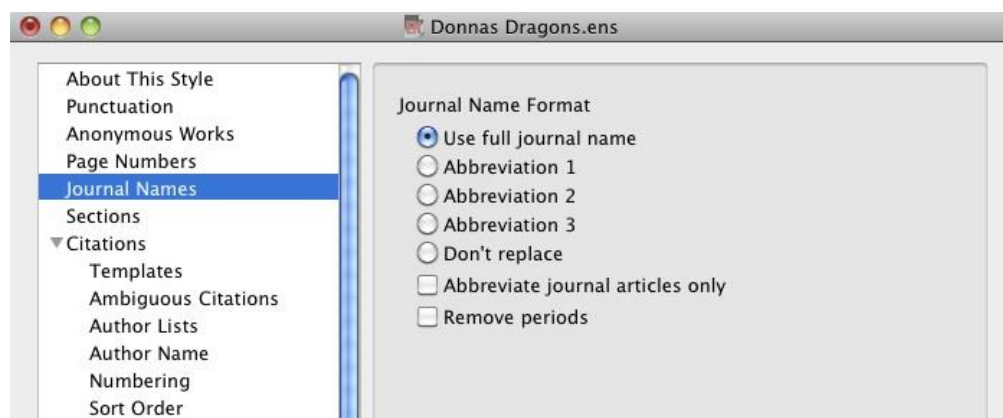 Donnas Dragons.ens
About This Style
Punctuation
Anonymous Works
Page Numbers
Journal Names
Sections
Citations
Templates
Ambiguous Citations
Author Lists
Author Name
Numbering
Sort Order
Journal Name Format
Use full journal name
Abbreviation 1
Abbreviation 2
Abbreviation 3
Don't replace
Abbreviate journal articles only
Remove periods